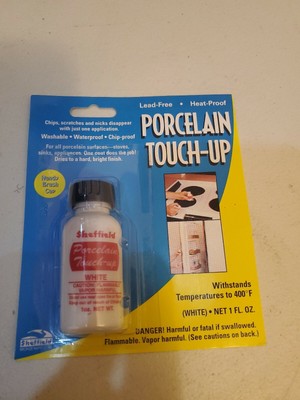 Lead-Free • Heat-Proof
Chips, scratches and nicks disappear
with just one application.
Washable • Waterproof • Chip-proof
For all porcelain surfaces—stoves,
sinks, appliances. One coat does the job!
Dries to a hard, bright finish.
PORCELAIN
TOUCH-UP
Handy
Brush
Cap
Sheffield
Porcelain
Touch-up
WHITE
Withstands
Temperatures to 400°F
(WHITE) • NET 1 FL. OZ.
DANGER! Harmful or fatal if swallowed.
Flammable. Vapor harmful. (See cautions on back.)
Sheffield